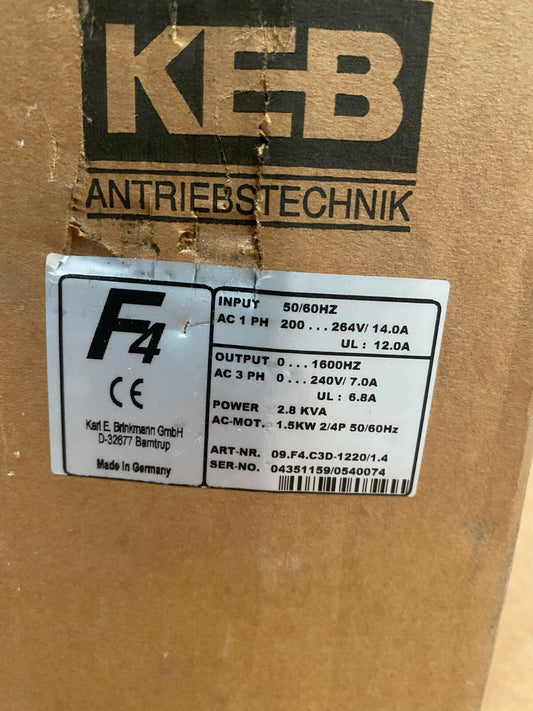 KEB
ANTRIEBSTECHNIK
F4
CE
Karl E. Brinkmann GmbH
D-32677 Barntrup
Made in Germany
INPUT 50/60HZ
AC 1 PH 200 . . . 264V/ 14.0A
UL : 12.0A
OUTPUT 0 . . . 1600HZ
AC 3 PH 0 . . . 240V/ 7.0A
UL : 6.8A
POWER 2.8 KVA
AC-MOT. 1.5KW 2/4P 50/60Hz
ART-NR. 09.F4.C3D-1220/1.4
SER-NO. 04351159/0540074